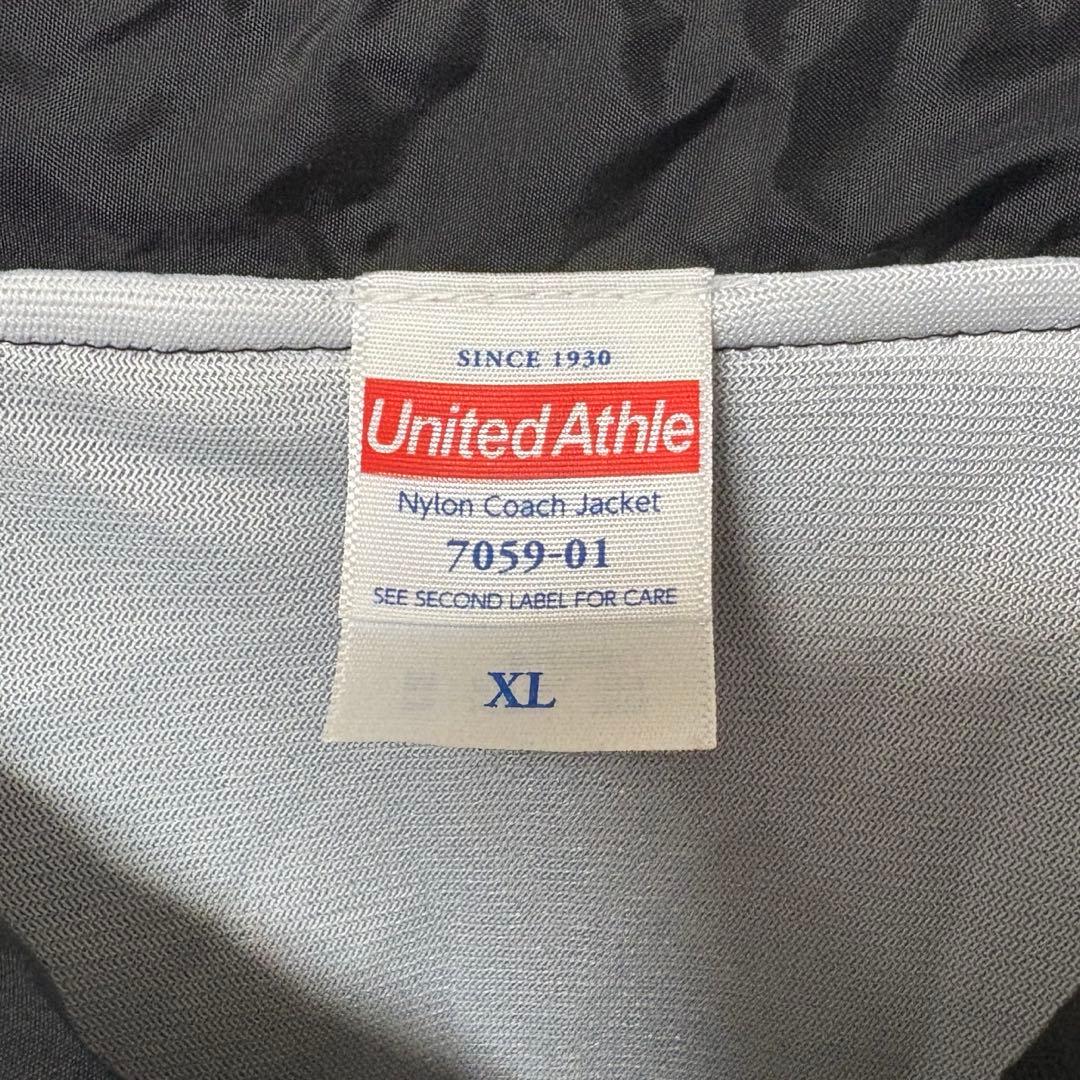 SINCE 1930
United Athle
Nylon Coach Jacket
7059-01
SEE SECOND LABEL FOR CARE
XL